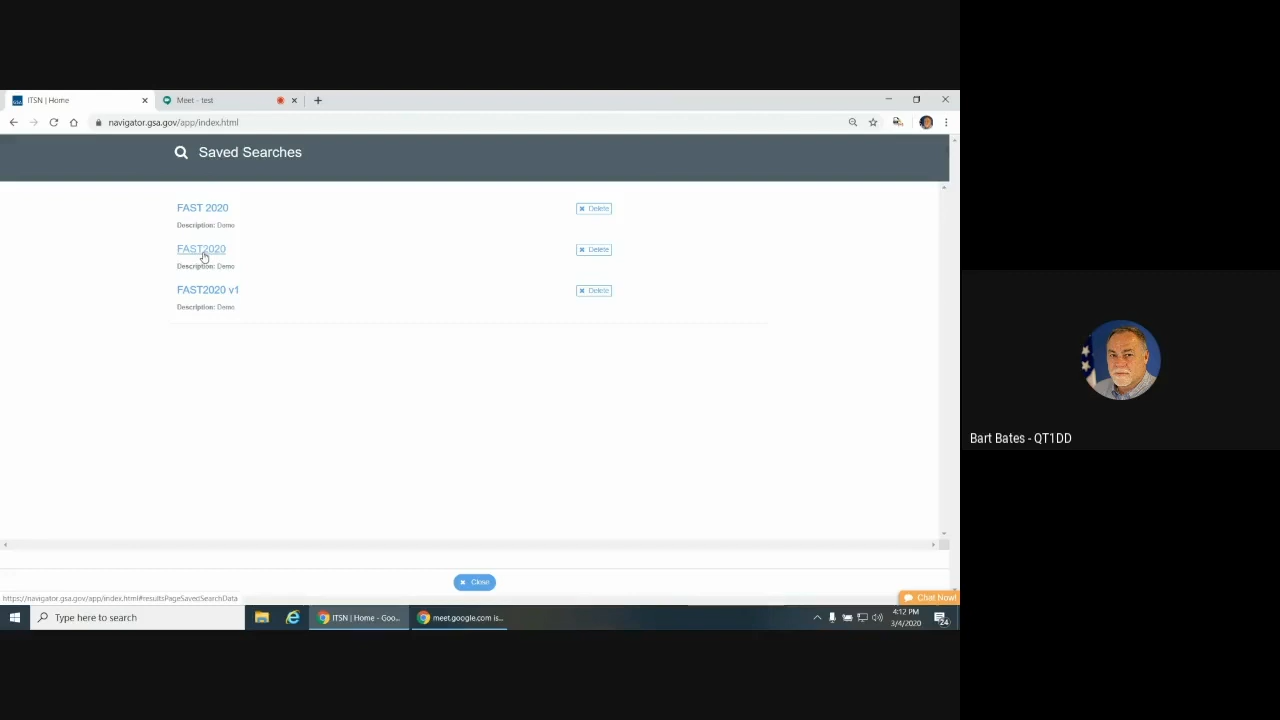 ITSN | Home
Meet - test
navigator.gsa.gov/app/index.html
Saved Searches
FAST 2020
Delete
Description: Demo
FAST2020
Delete
Description: Demo
FAST2020 v1
Delete
Description: Demo
Close
https://navigator.gsa.gov/app/index.html#resultsPageSavedSearchData
Chat Now!
Type here to search
ITSN | Home - Goo...
meet.google.com is...
4:12 PM
3/4/2020
24
Bart Bates - QT1DD